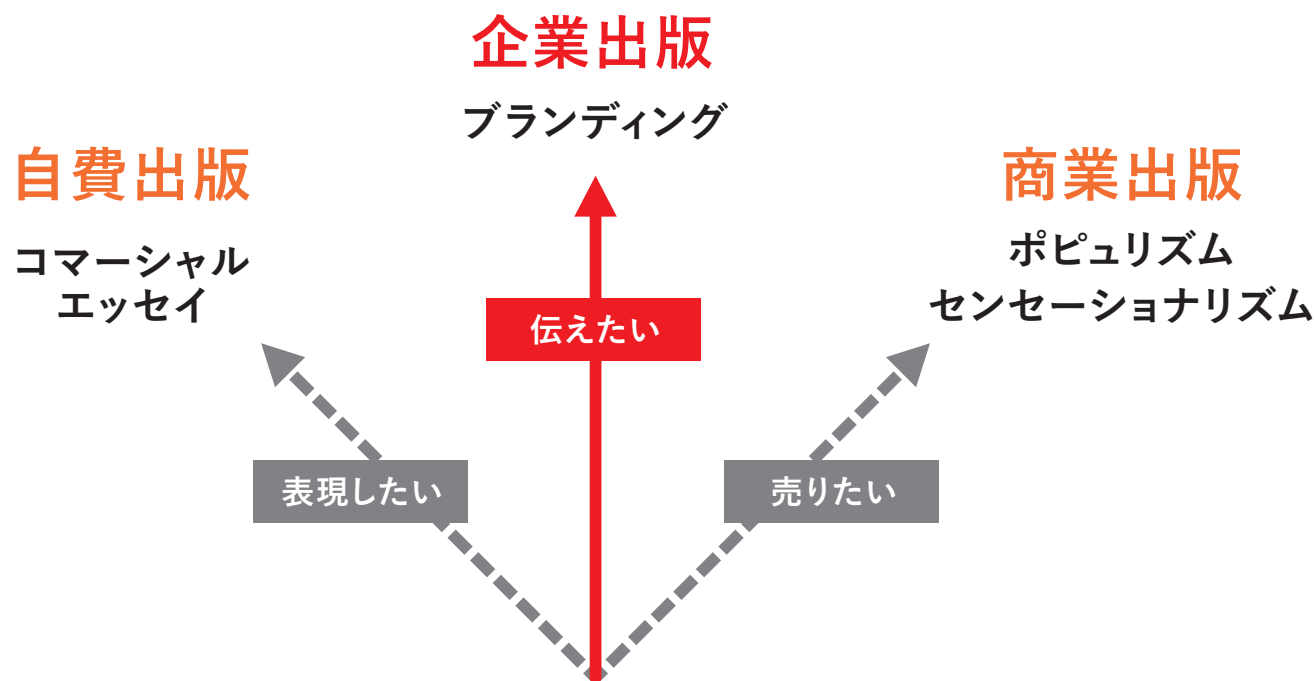 企業出版
ブランディング
自費出版
コマーシャル
エッセイ
商業出版
ポピュリズム
センセーショナリズム
伝えたい
表現したい
売りたい